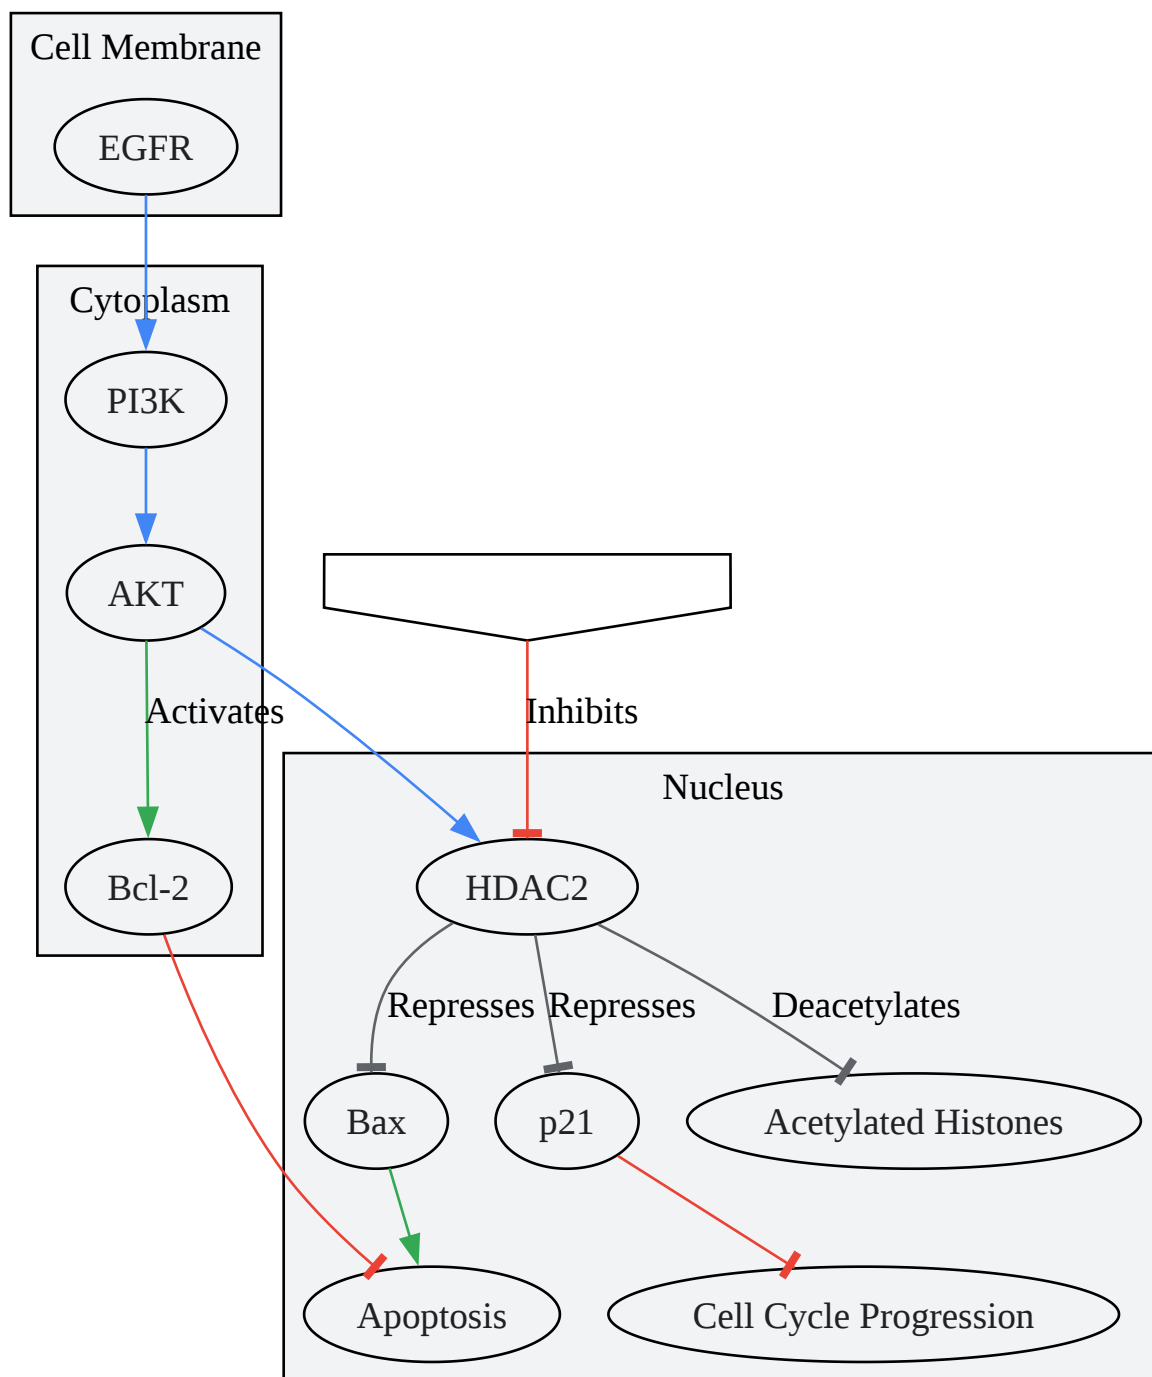 Cell Membrane
EGFR
Cytoplasm
PI3K
AKT
Activates
Inhibits
Nucleus
Bcl-2
HDAC2
Represses
Represses
Deacetylates
Bax
p21
Acetylated Histones
Apoptosis
Cell Cycle Progression